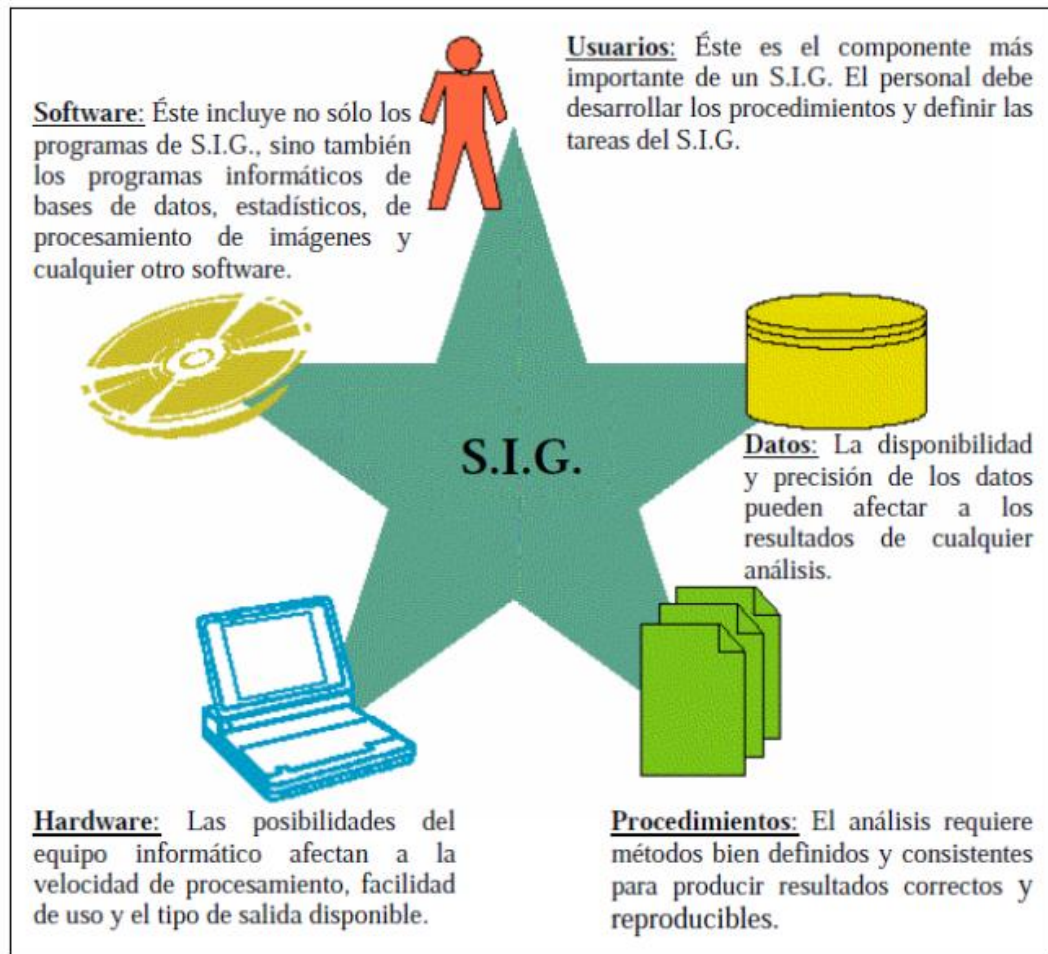 Usuarios: Éste es el componente más
importante de un S.I.G. El personal debe
desarrollar los procedimientos y definir las
tareas del S.I.G.
Software: Éste incluye no sólo los
programas de S.I.G., sino también
los programas informáticos de
bases de datos, estadísticos, de
procesamiento de imágenes y
cualquier otro software.
S.I.G.
Datos: La disponibilidad
y precisión de los datos
pueden afectar a los
resultados de cualquier
análisis.
Hardware: Las posibilidades del
equipo informático afectan a la
velocidad de procesamiento, facilidad
de uso y el tipo de salida disponible.
Procedimientos: El análisis requiere
métodos bien definidos y consistentes
para producir resultados correctos y
reproducibles.